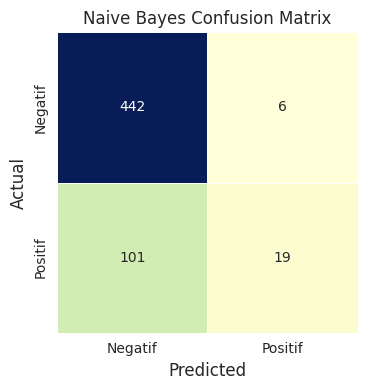 Naive Bayes Confusion Matrix
Actual
Negatif
442
6
Positif
101
19
Negatif
Positif
Predicted